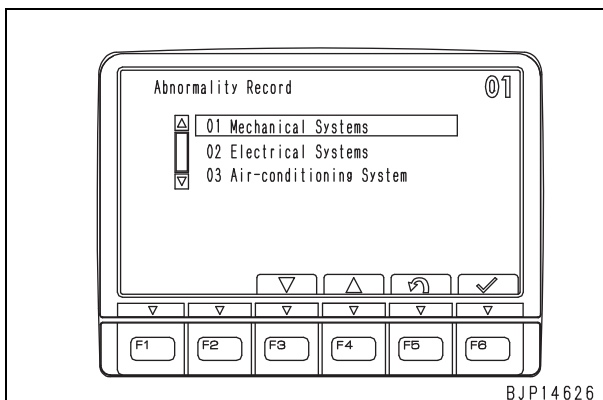 Abnormality Record
01
01 Mechanical Systems
02 Electrical Systems
03 Air-conditioning System
F1 F2 F3 F4 F5 F6
BJP14626